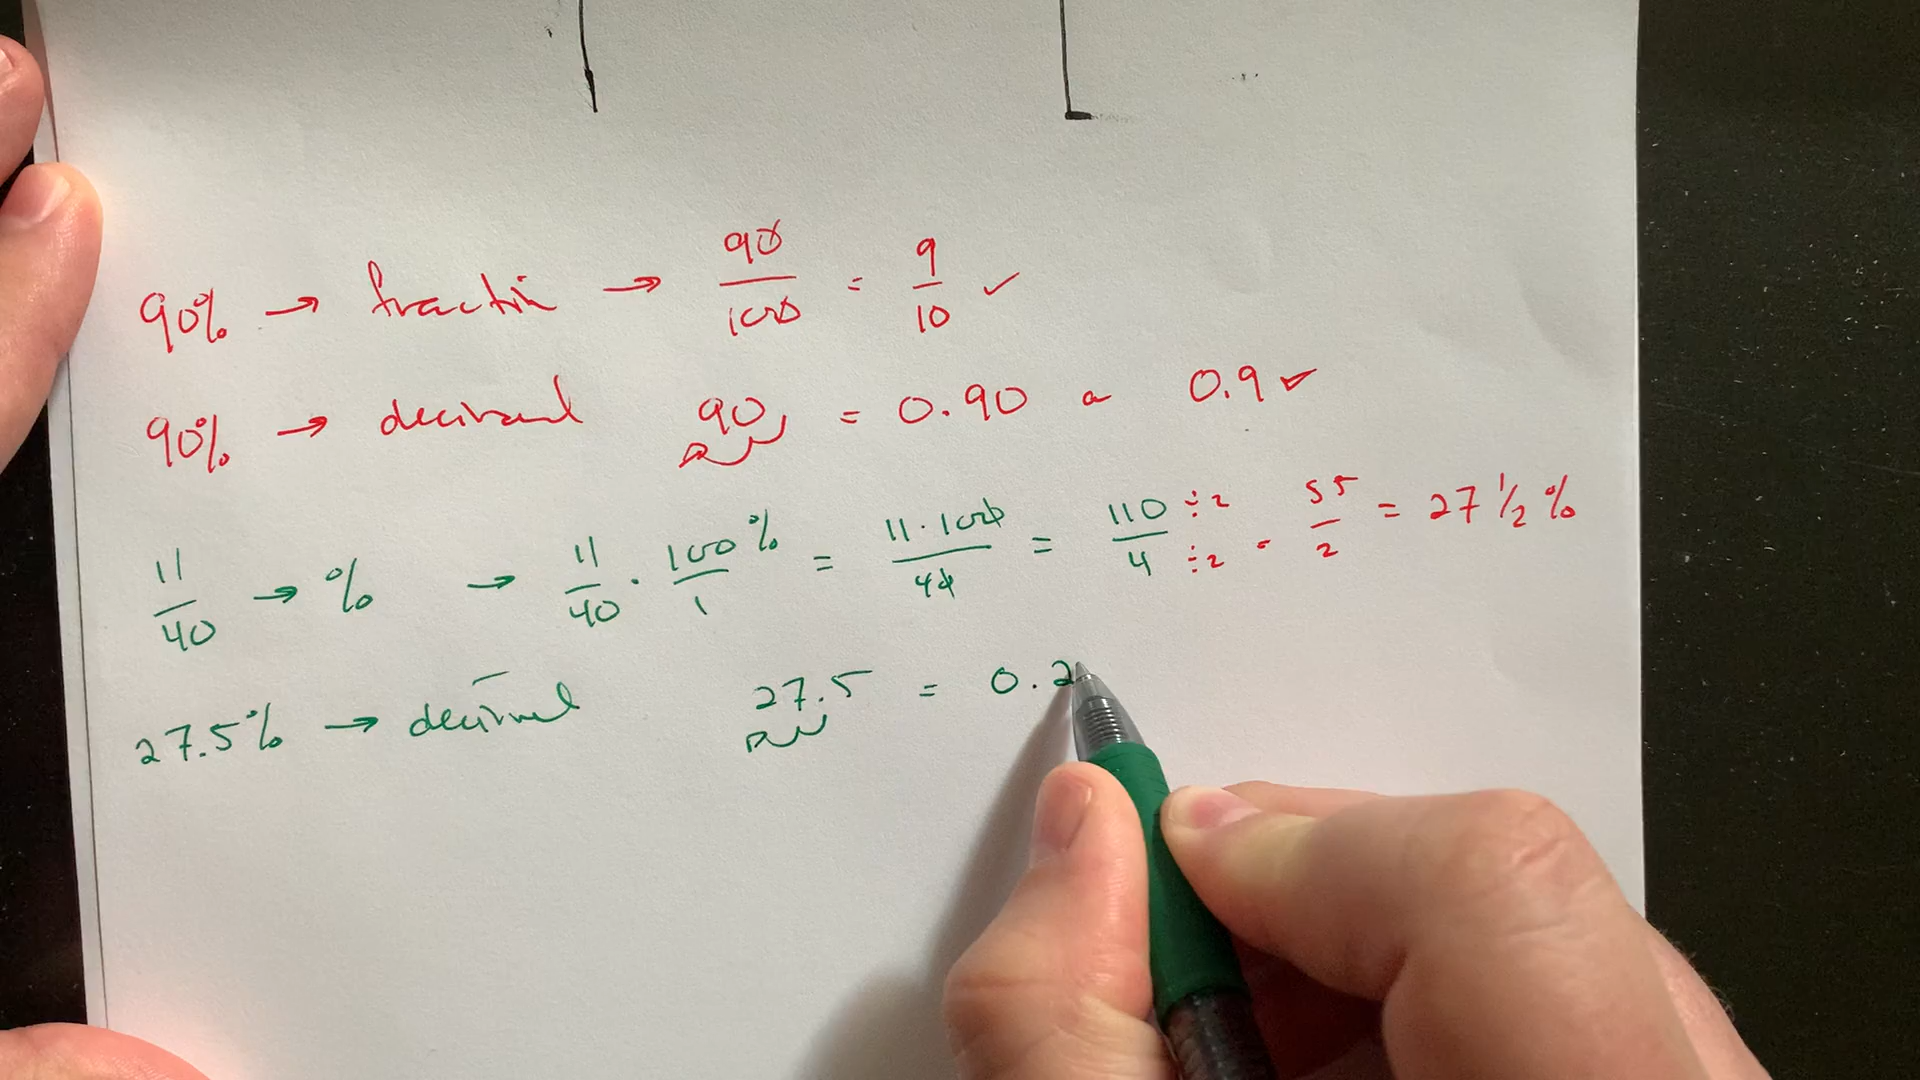 90% → fraction → 90/100 = 9/10 ✓
90% → decimal 90. = 0.90 or 0.9 ✓
11/40 → % → 11/40 · 100%/1 = 11·100/40 = 110/4 ÷2 ÷2 = 55/2 = 27 1/2 %
27.5% → decimal 27.5 = 0.2